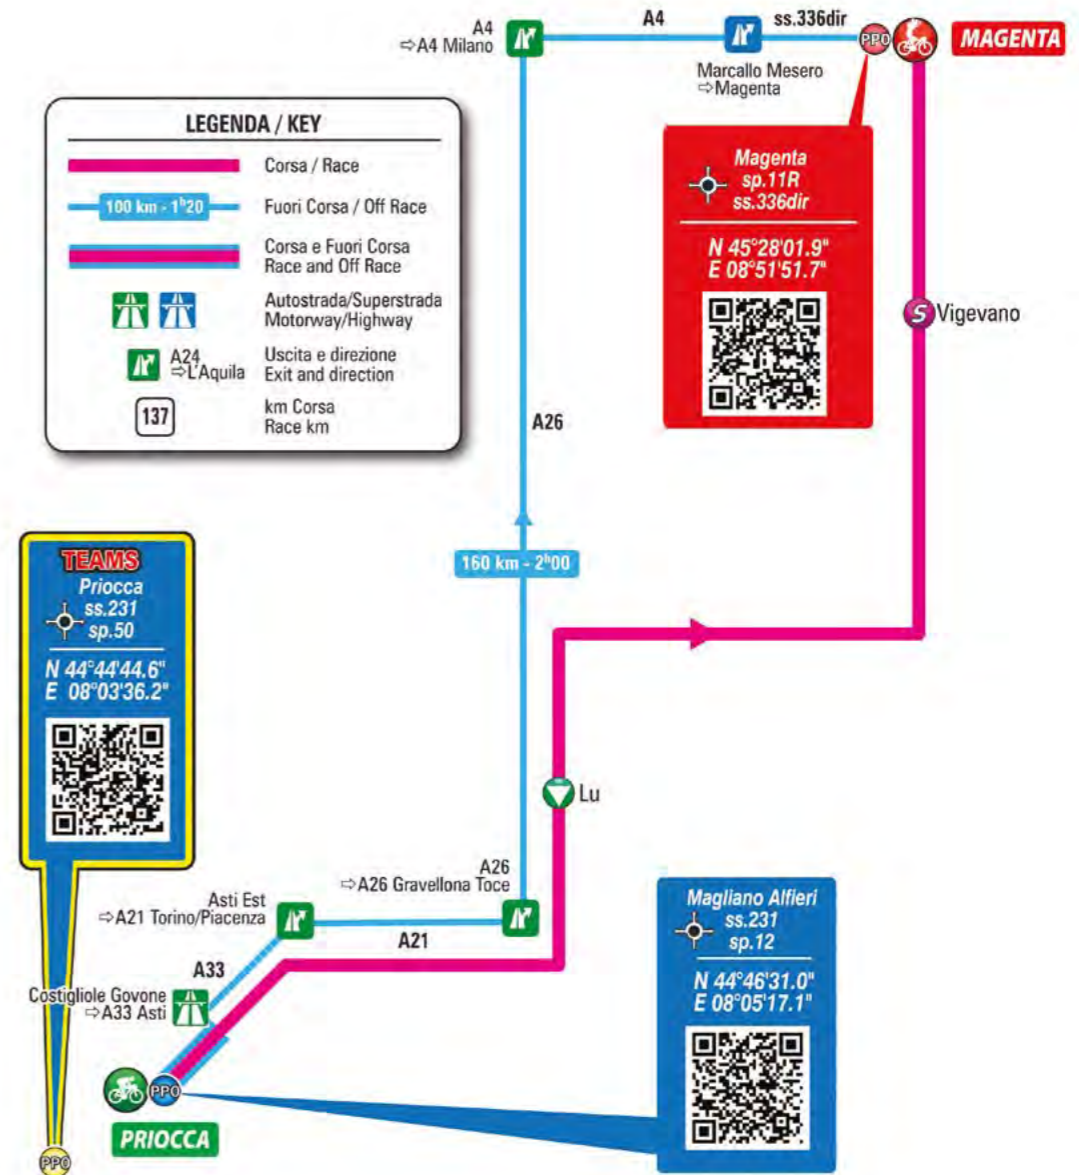 A4
⇨A4 Milano
A4
ss.336dir
PPO
MAGENTA
Marcallo Mesero
⇨Magenta
LEGENDA / KEY
Corsa / Race
100 km - 1ʰ20
Fuori Corsa / Off Race
Corsa e Fuori Corsa
Race and Off Race
Autostrada/Superstrada
Motorway/Highway
A24
⇨L'Aquila
Uscita e direzione
Exit and direction
137
km Corsa
Race km
Magenta
sp.11R
ss.336dir
N 45°28'01.9"
E 08°51'51.7"
S
Vigevano
A26
160 km - 2ʰ00
TEAMS
Priocca
ss.231
sp.50
N 44°44'44.6"
E 08°03'36.2"
Lu
A26
⇨A26 Gravellona Toce
Asti Est
⇨A21 Torino/Piacenza
A21
A33
Costigliole Govone
⇨A33 Asti
Magliano Alfieri
ss.231
sp.12
N 44°46'31.0"
E 08°05'17.1"
PPO
PRIOCCA
PPO